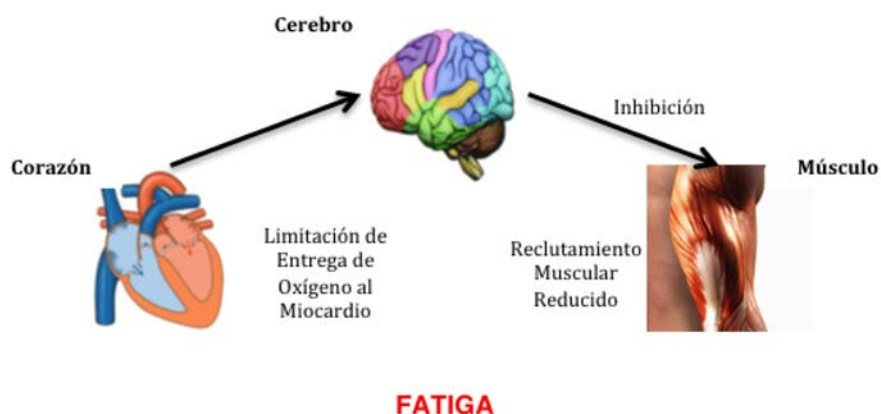 Cerebro
Inhibición
Corazón
Músculo
Limitación de
Entrega de
Oxígeno al
Miocardio
Reclutamiento
Muscular
Reducido
FATIGA